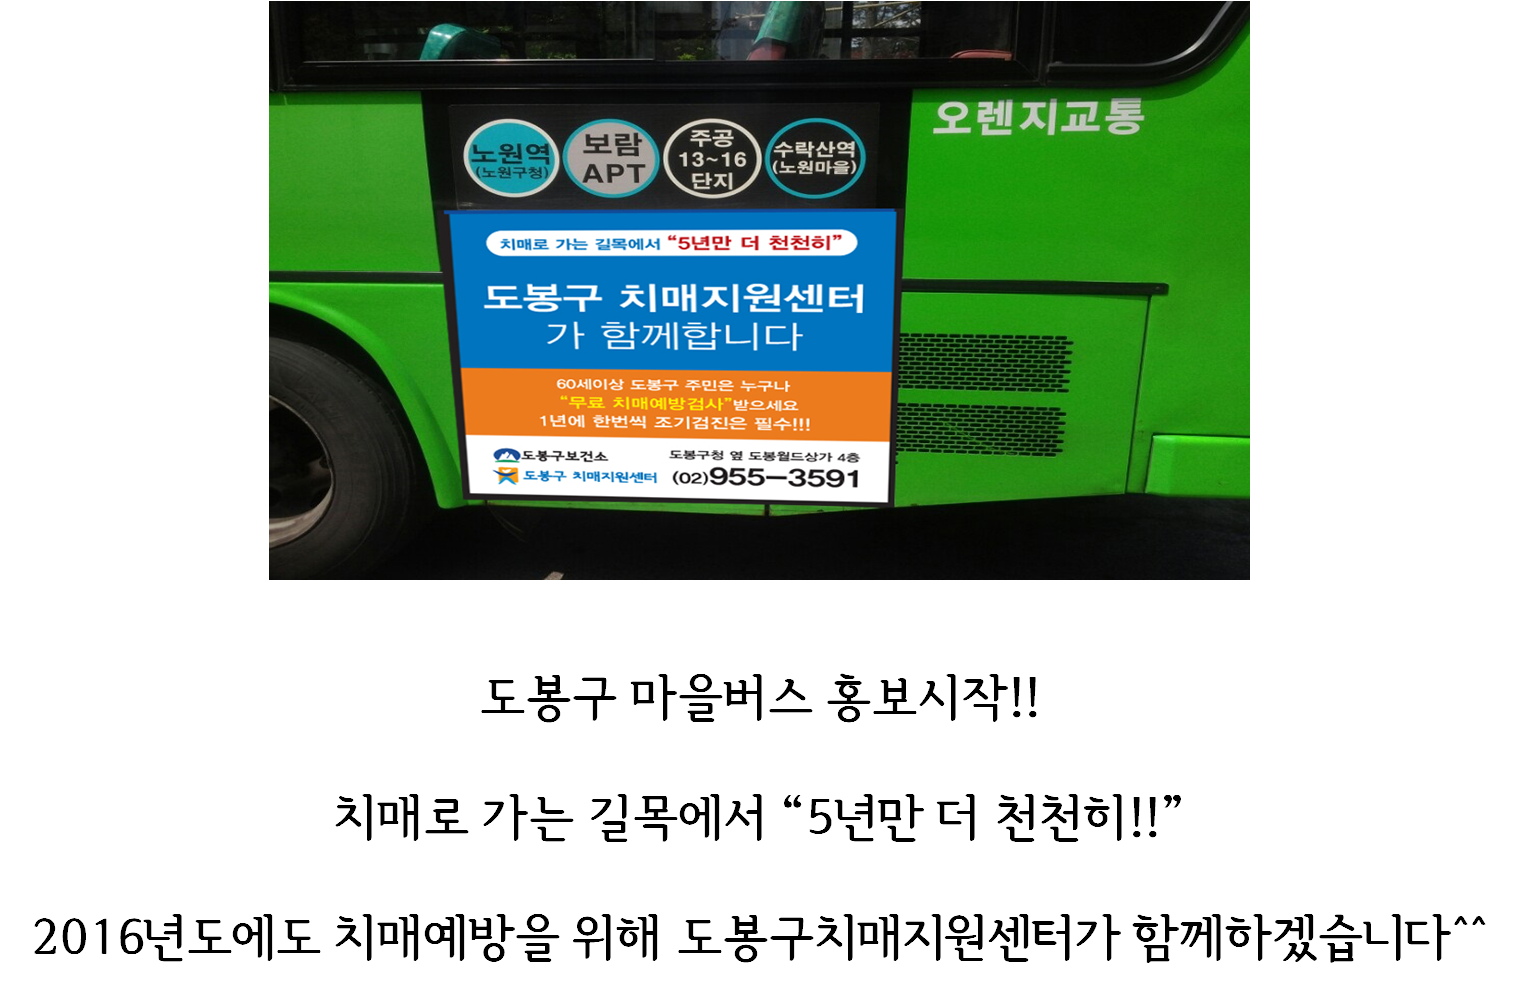 오렌지교통
노원역
(노원구청)
보람
APT
주공
13~16
단지
수락산역
(노원마을)
치매로 가는 길목에서 “5년만 더 천천히”
도봉구 치매지원센터
가 함께합니다
60세이상 도봉구 주민은 누구나
“무료 치매예방검사”받으세요
1년에 한번씩 조기검진은 필수!!!
도봉구보건소
도봉구청 옆 도봉월드상가 4층
도봉구 치매지원센터
(02)955-3591
도봉구 마을버스 홍보시작!!
치매로 가는 길목에서 “5년만 더 천천히!!”
2016년도에도 치매예방을 위해 도봉구치매지원센터가 함께하겠습니다^^